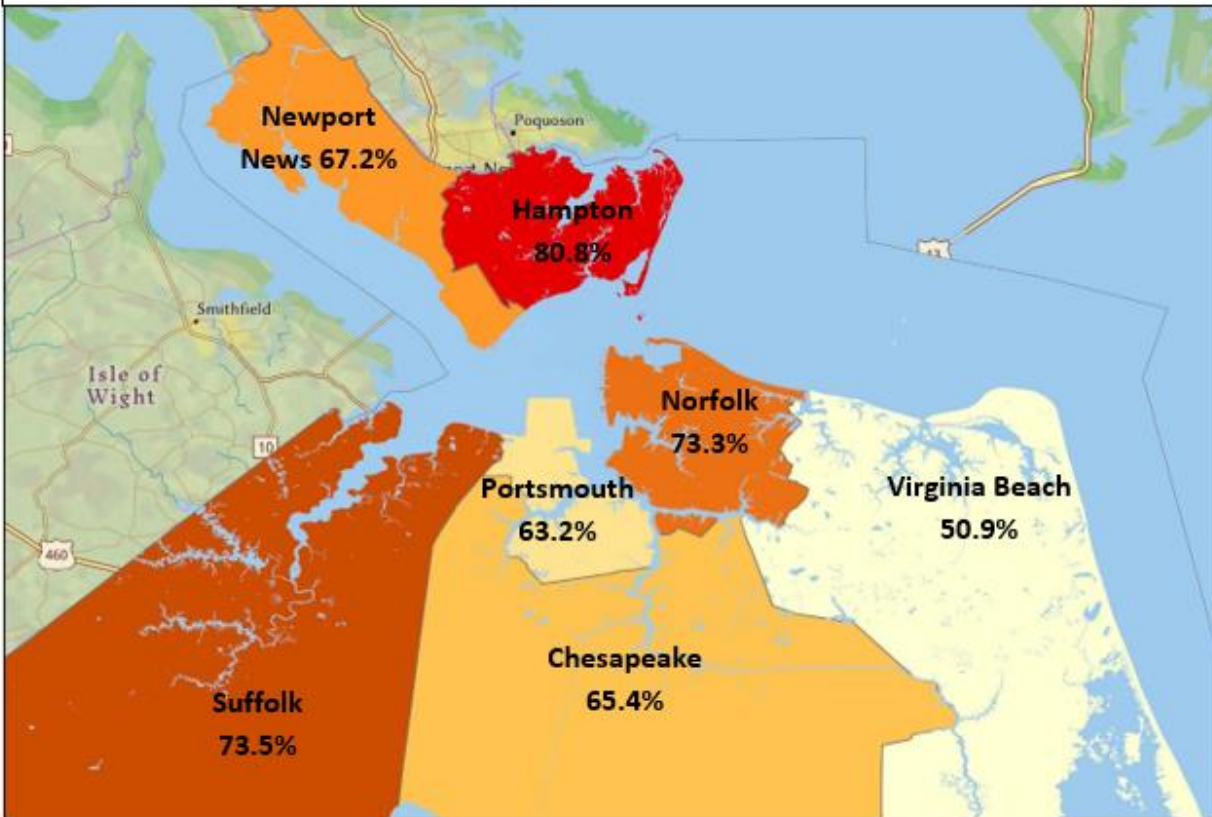 Newport
News 67.2%
Poquoson
Hampton
80.8%
13
Smithfield
Isle of
Wight
10
Norfolk
73.3%
Portsmouth
63.2%
Virginia Beach
50.9%
460
Chesapeake
65.4%
Suffolk
73.5%